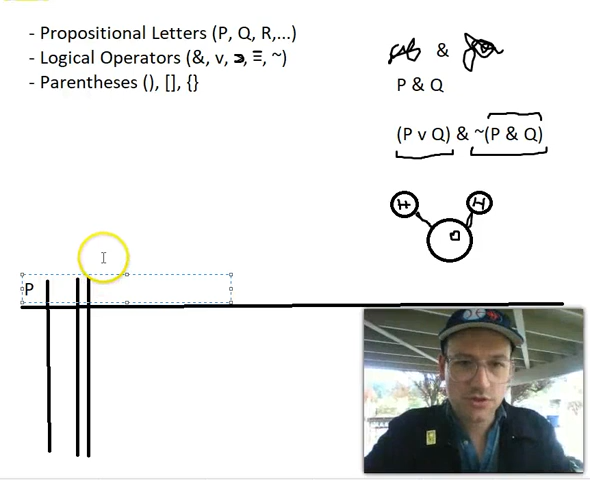 - Propositional Letters (P, Q, R,...)
- Logical Operators (&, v, ⊃, ≡, ~)
- Parentheses (), [], {}
&
P & Q
(P v Q) & ~(P & Q)
H H
O
P